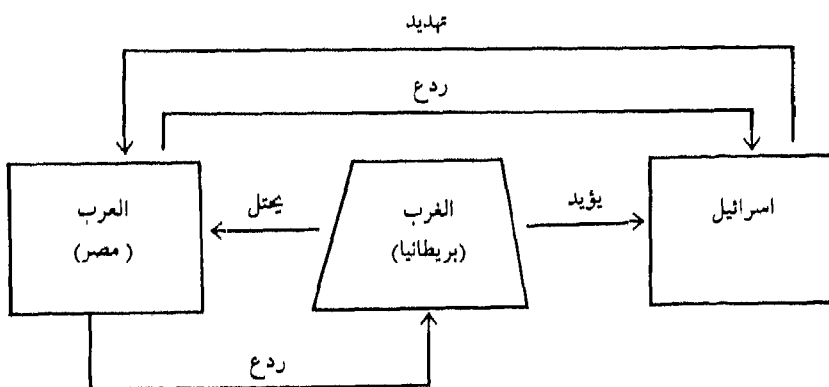 تهديد
ردع
العرب
(مصر)
يحتل
الغرب
(بريطانيا)
يؤيد
اسرائيل
ردع